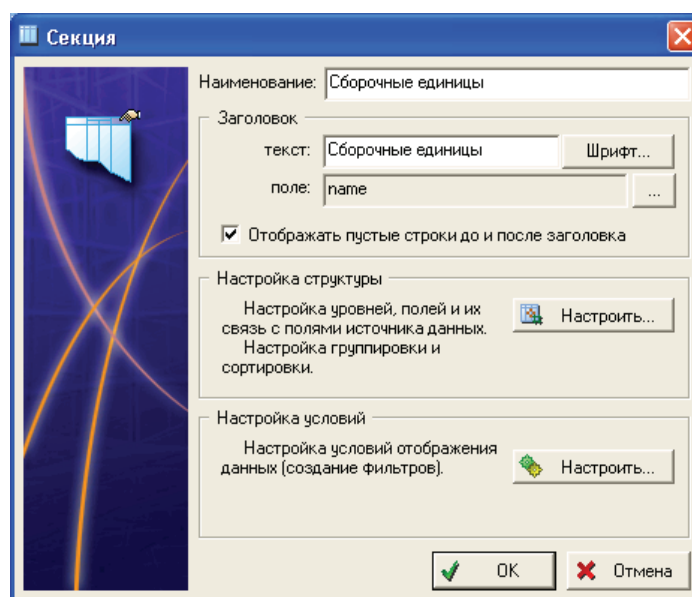 Секция
Наименование: Сборочные единицы
Заголовок
текст: Сборочные единицы Шрифт...
поле: name ...
Отображать пустые строки до и после заголовка
Настройка структуры
Настройка уровней, полей и их
связь с полями источника данных.
Настройка группировки и
сортировки.
Настроить...
Настройка условий
Настройка условий отображения
данных (создание фильтров).
Настроить...
OK Отмена